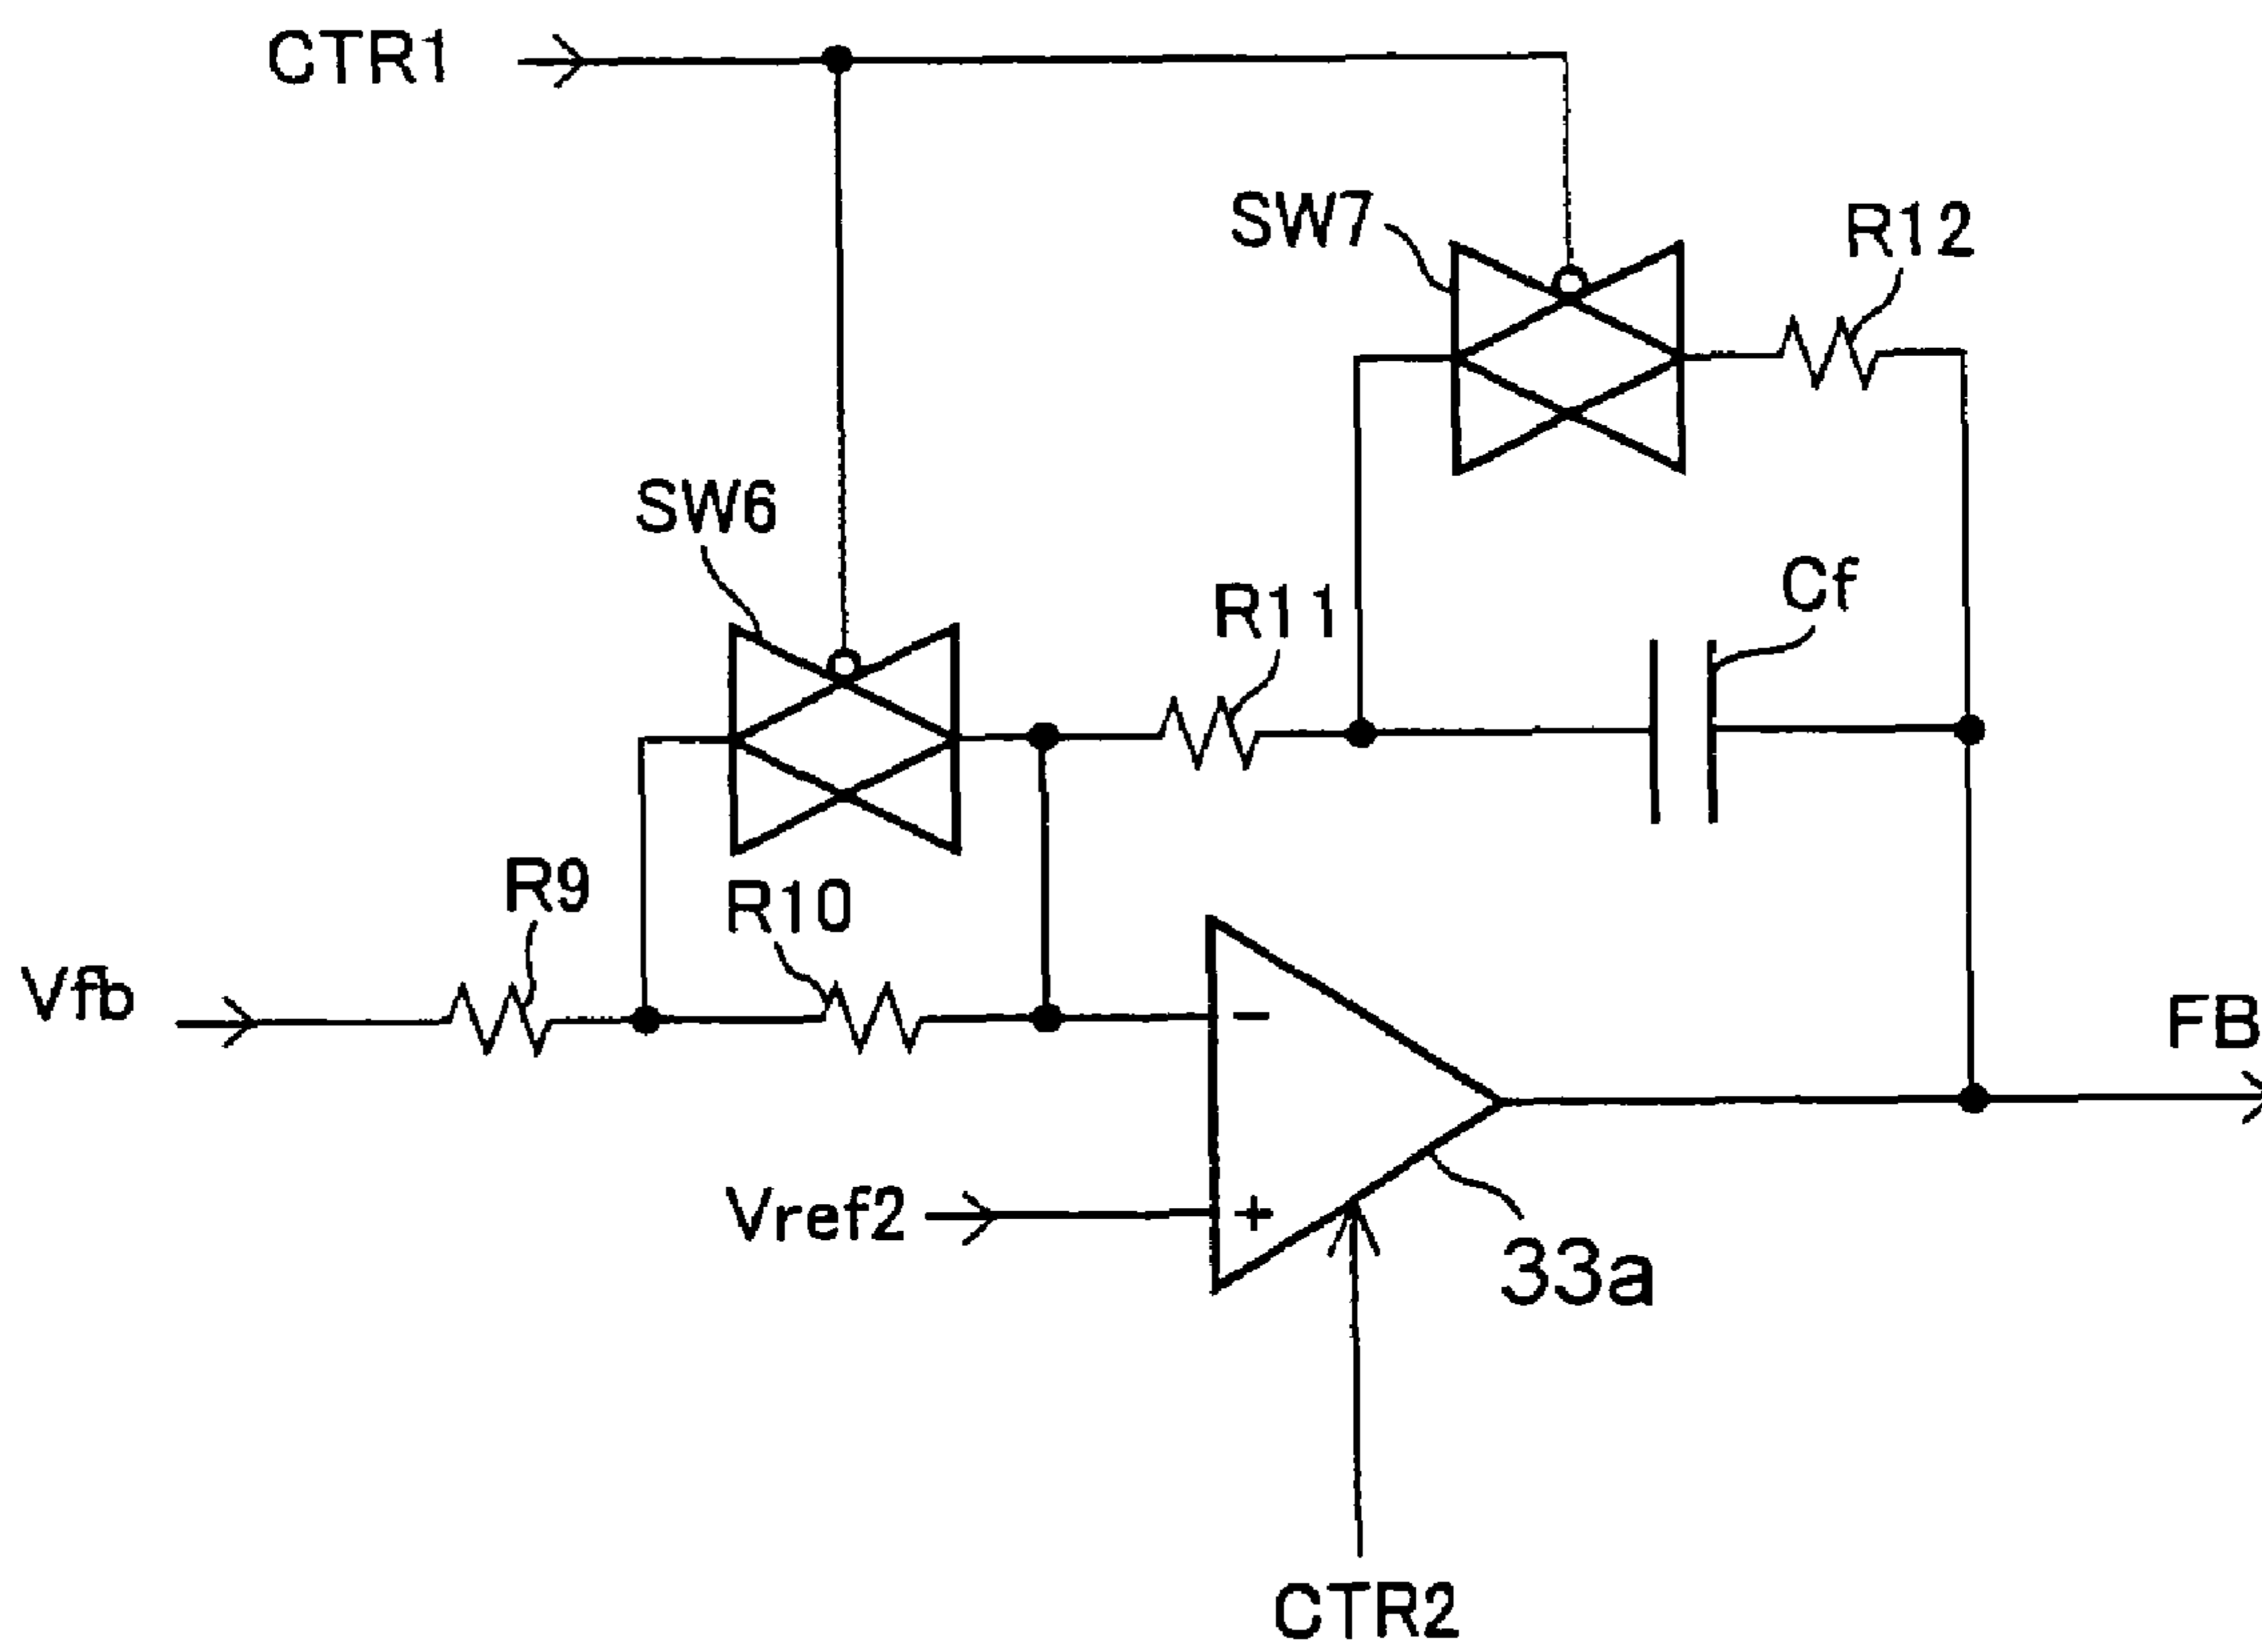 CTR1
SW7
R12
SW6
Cf
R11
R9
R10
Vfb
FB
-
Vref2
+
33a
CTR2